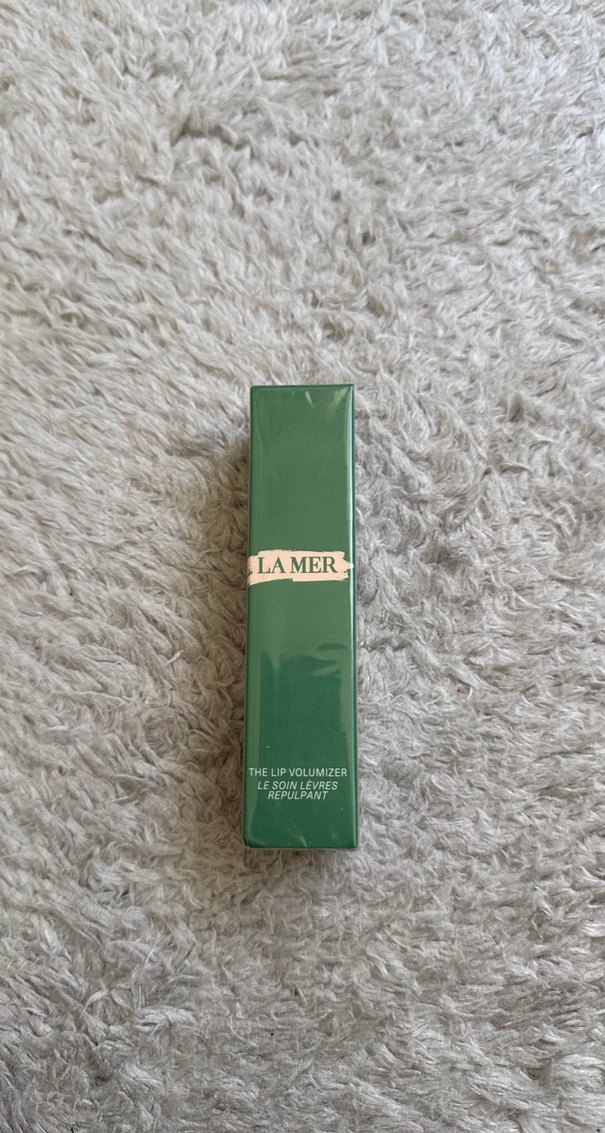 LA MER
THE LIP VOLUMIZER
LE SOIN LÈVRES
REPULPANT